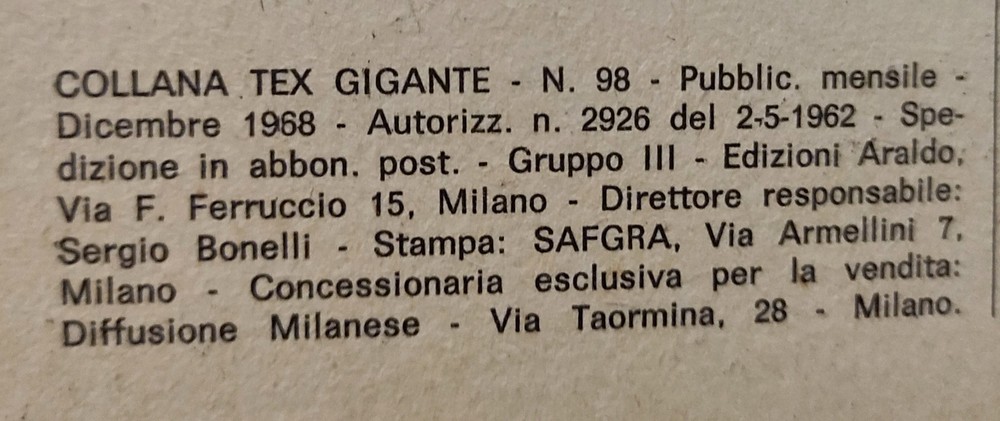 COLLANA TEX GIGANTE - N. 98 - Pubblic. mensile -
Dicembre 1968 - Autorizz. n. 2926 del 2-5-1962 - Spe-
dizione in abbon. post. - Gruppo III - Edizioni Araldo,
Via F. Ferruccio 15, Milano - Direttore responsabile:
Sergio Bonelli - Stampa: SAFGRA, Via Armellini 7,
Milano - Concessionaria esclusiva per la vendita:
Diffusione Milanese - Via Taormina, 28 - Milano.